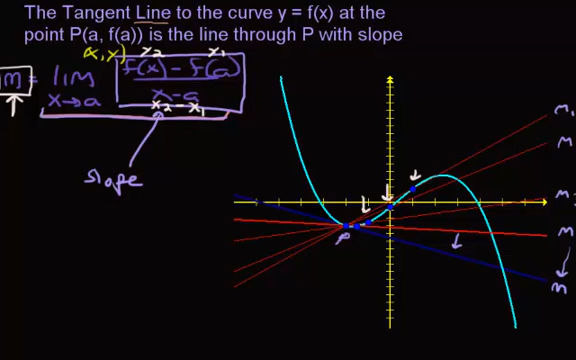 The Tangent Line to the curve y = f(x) at the
point P(a, f(a)) is the line through P with slope
(x, y) y₂ y₁
m = lim f(x) - f(a)
x→a x - a
x₂ - x₁
slope
P
m₁
m
m
m
m